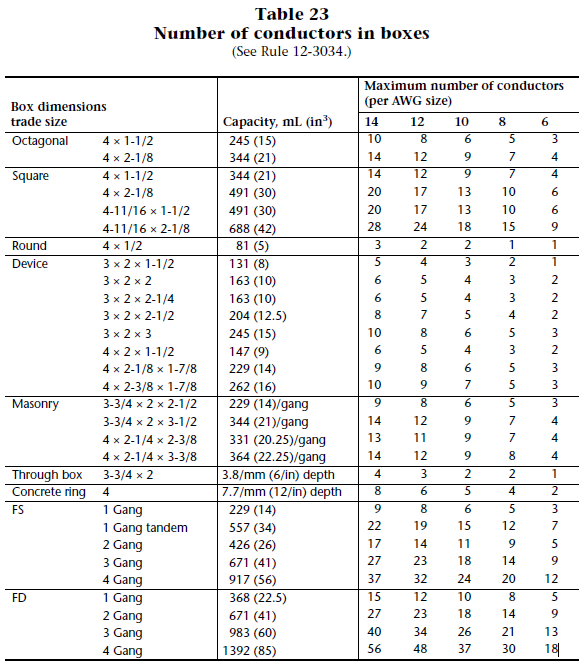 Table 23
Number of conductors in boxes
(See Rule 12-3034.)
Maximum number of conductors
(per AWG size)
Box dimensions
trade size Capacity, mL (in³) 14 12 10 8 6
Octagonal 4 × 1-1/2 245 (15) 10 8 6 5 3
4 × 2-1/8 344 (21) 14 12 9 7 4
Square 4 × 1-1/2 344 (21) 14 12 9 7 4
4 × 2-1/8 491 (30) 20 17 13 10 6
4-11/16 × 1-1/2 491 (30) 20 17 13 10 6
4-11/16 × 2-1/8 688 (42) 28 24 18 15 9
Round 4 × 1/2 81 (5) 3 2 2 1 1
Device 3 × 2 × 1-1/2 131 (8) 5 4 3 2 1
3 × 2 × 2 163 (10) 6 5 4 3 2
3 × 2 × 2-1/4 163 (10) 6 5 4 3 2
3 × 2 × 2-1/2 204 (12.5) 8 7 5 4 2
3 × 2 × 3 245 (15) 10 8 6 5 3
4 × 2 × 1-1/2 147 (9) 6 5 4 3 2
4 × 2-1/8 × 1-7/8 229 (14) 9 8 6 5 3
4 × 2-3/8 × 1-7/8 262 (16) 10 9 7 5 3
Masonry 3-3/4 × 2 × 2-1/2 229 (14)/gang 9 8 6 5 3
3-3/4 × 2 × 3-1/2 344 (21)/gang 14 12 9 7 4
4 × 2-1/4 × 2-3/8 331 (20.25)/gang 13 11 9 7 4
4 × 2-1/4 × 3-3/8 364 (22.25)/gang 14 12 9 8 4
Through box 3-3/4 × 2 3.8/mm (6/in) depth 4 3 2 2 1
Concrete ring 4 7.7/mm (12/in) depth 8 6 5 4 2
FS 1 Gang 229 (14) 9 8 6 5 3
1 Gang tandem 557 (34) 22 19 15 12 7
2 Gang 426 (26) 17 14 11 9 5
3 Gang 671 (41) 27 23 18 14 9
4 Gang 917 (56) 37 32 24 20 12
FD 1 Gang 368 (22.5) 15 12 10 8 5
2 Gang 671 (41) 27 23 18 14 9
3 Gang 983 (60) 40 34 26 21 13
4 Gang 1392 (85) 56 48 37 30 18